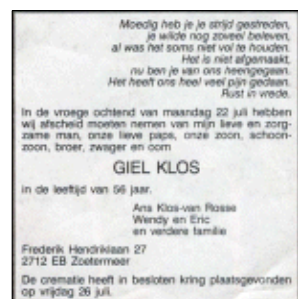 Moedig heb je je strijd gestreden,
je wilde nog zoveel beleven,
al was het soms niet vol te houden.
Het is niet afgemaakt,
nu ben je van ons heengegaan.
Het heeft ons heel veel pijn gedaan.
Rust in vrede.
In de vroege ochtend van maandag 22 juli hebben
wij afscheid moeten nemen van mijn lieve en zorg-
zame man, onze lieve papa, onze zoon, schoon-
zoon, broer, zwager en oom
GIEL KLOS
in de leeftijd van 56 jaar.
Ans Klos-van Rosse
Wendy en Eric
en verdere familie
Frederik Hendriklaan 27
2712 EB Zoetermeer
De crematie heeft in besloten kring plaatsgevonden
op vrijdag 26 juli.